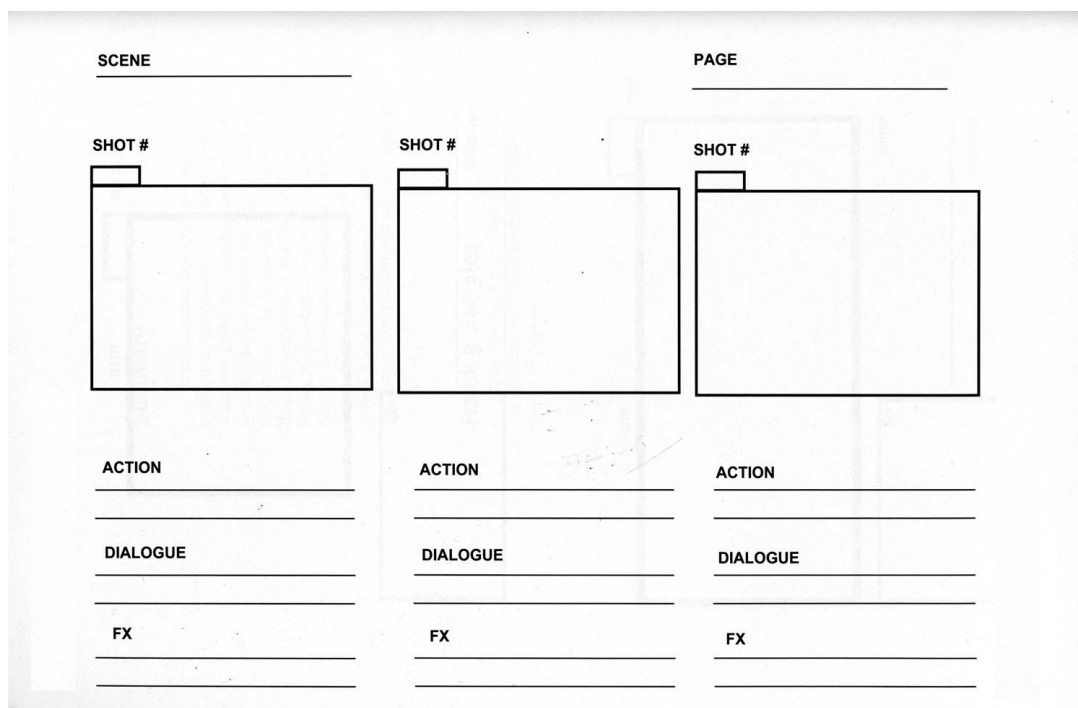 SCENE PAGE
SHOT # SHOT # SHOT #
ACTION ACTION ACTION
DIALOGUE DIALOGUE DIALOGUE
FX FX FX